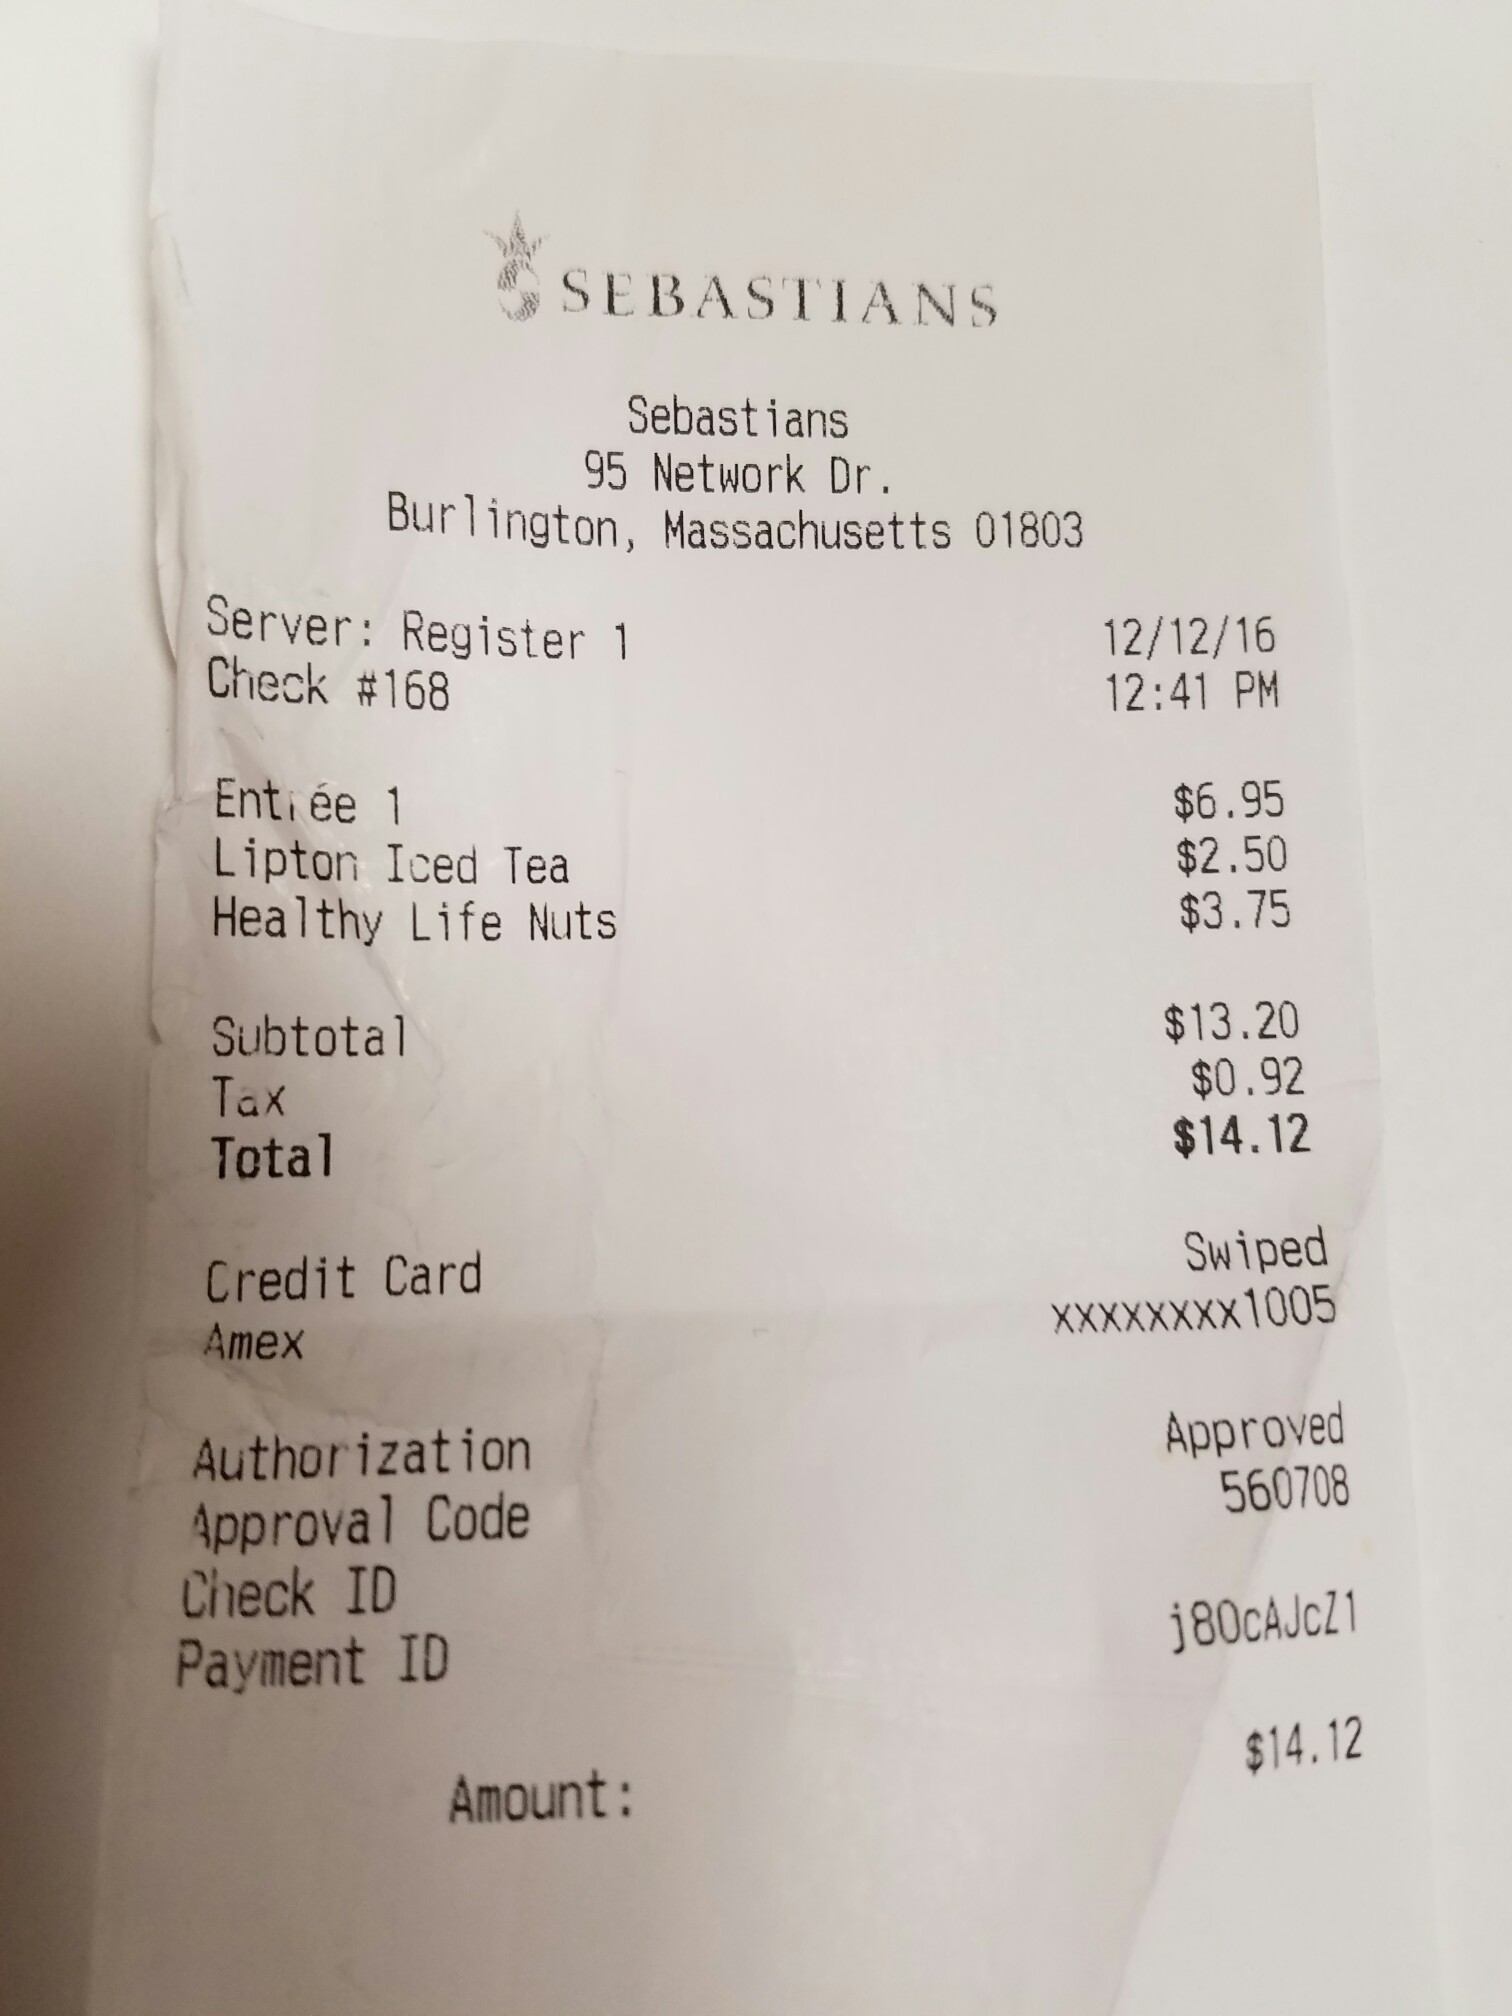 SEBASTIANS
Sebastians
95 Network Dr.
Burlington, Massachusetts 01803
Server: Register 1 12/12/16
Check #168 12:41 PM
Entrée 1 $6.95
Lipton Iced Tea $2.50
Healthy Life Nuts $3.75
Subtotal $13.20
Tax $0.92
Total $14.12
Credit Card Swiped
Amex xxxxxxxx1005
Authorization Approved
Approval Code 560708
Check ID
Payment ID j80cAJcZ1
Amount: $14.12